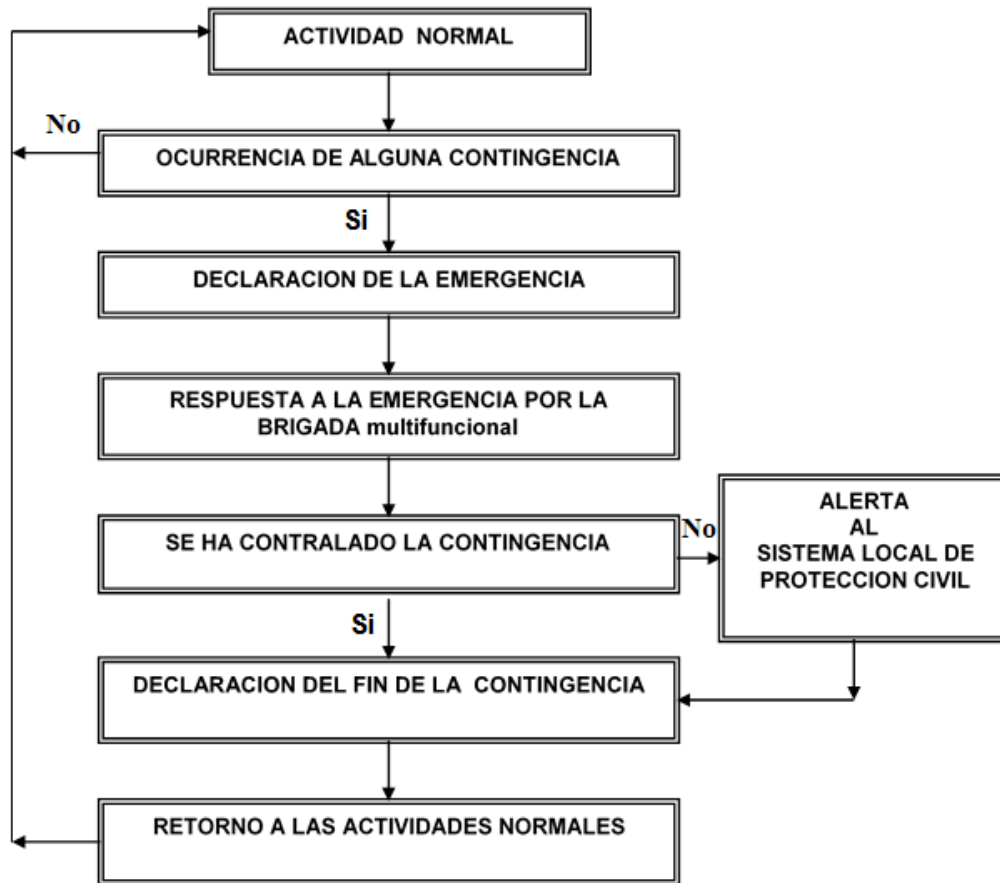 ACTIVIDAD NORMAL
No
OCURRENCIA DE ALGUNA CONTINGENCIA
Si
DECLARACION DE LA EMERGENCIA
RESPUESTA A LA EMERGENCIA POR LA
BRIGADA multifuncional
SE HA CONTRALADO LA CONTINGENCIA
No
ALERTA
AL
SISTEMA LOCAL DE
PROTECCION CIVIL
Si
DECLARACION DEL FIN DE LA CONTINGENCIA
RETORNO A LAS ACTIVIDADES NORMALES